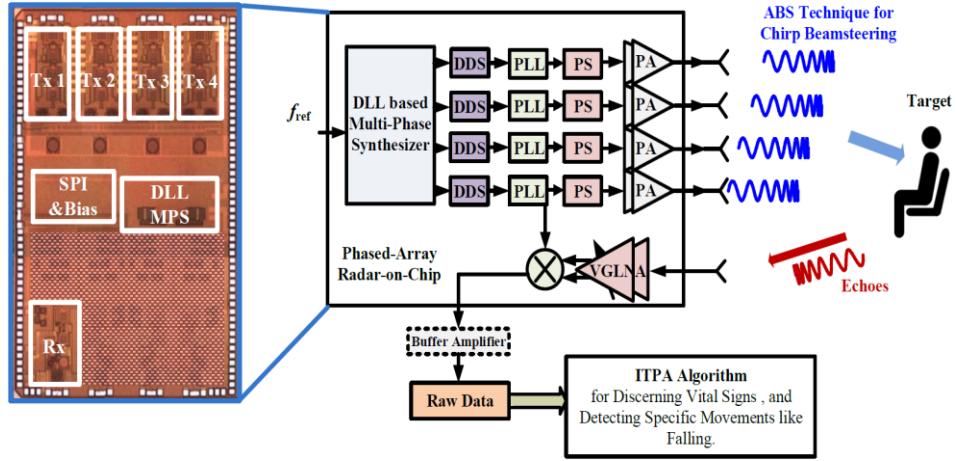 Tx 1 Tx 2 Tx 3 Tx 4
SPI
&Bias
DLL
MPS
Rx
f_ref
DLL based
Multi-Phase
Synthesizer
DDS PLL PS PA
DDS PLL PS PA
DDS PLL PS PA
DDS PLL PS PA
Phased-Array
Radar-on-Chip
VGLNA
ABS Technique for
Chirp Beamsteering
Target
Echoes
Buffer Amplifier
Raw Data
ITPA Algorithm
for Discerning Vital Signs , and
Detecting Specific Movements like
Falling.